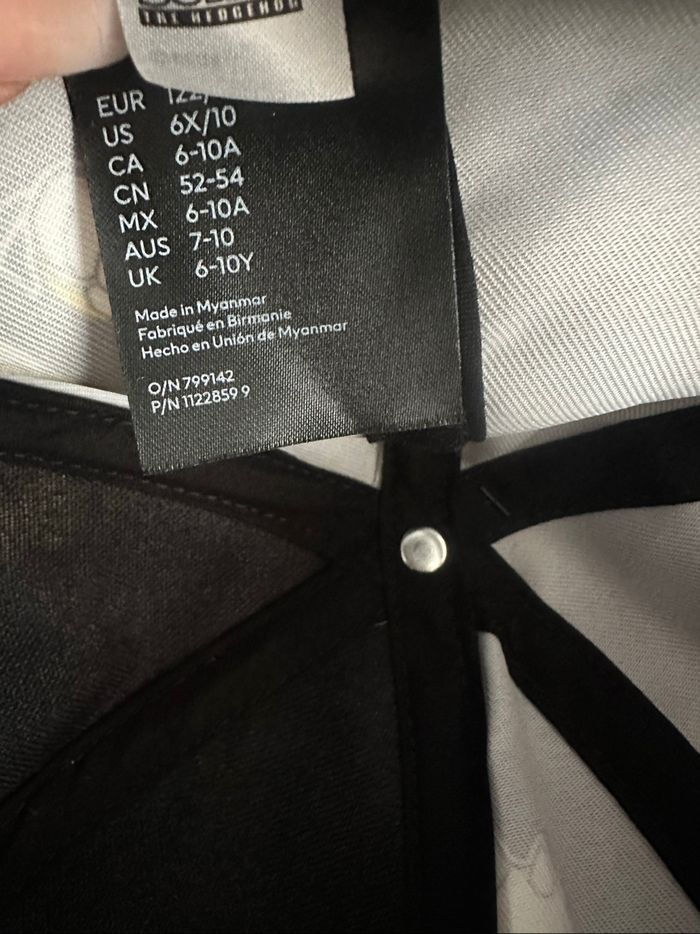 THE HEDGEHOG
EUR 122/
US 6X/10
CA 6-10A
CN 52-54
MX 6-10A
AUS 7-10
UK 6-10Y
Made in Myanmar
Fabriqué en Birmanie
Hecho en Unión de Myanmar
O/N 799142
P/N 1122859 9